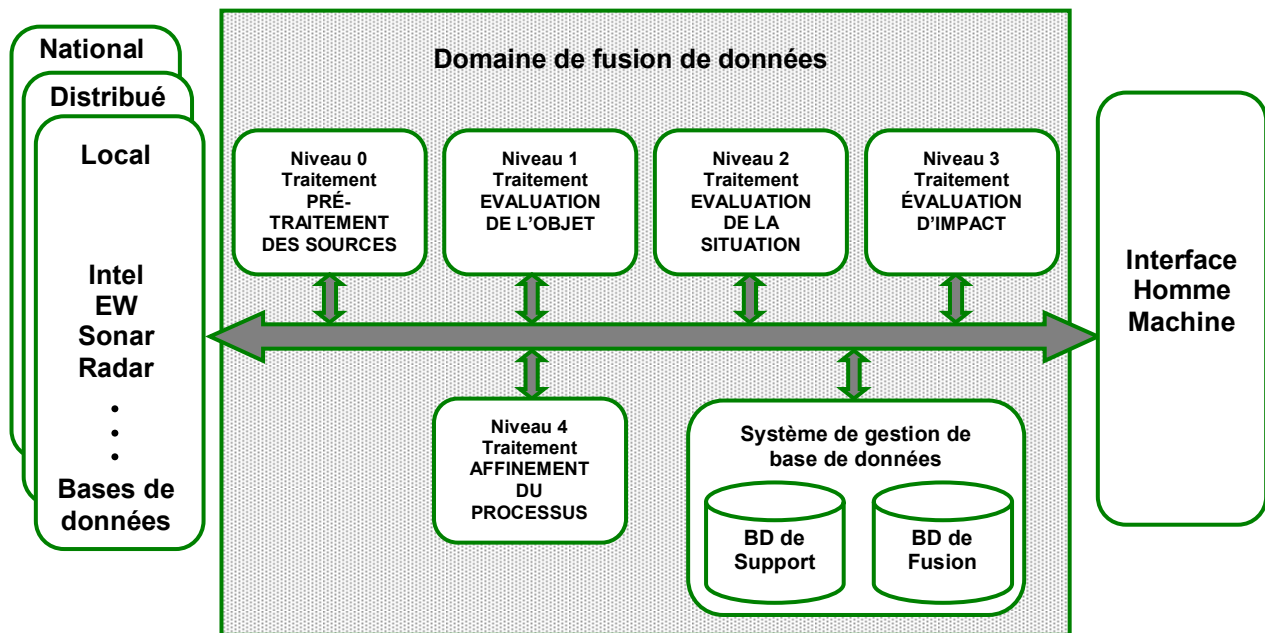 National
Distribué
Local
Intel
EW
Sonar
Radar
.
.
.
Bases de
données
Domaine de fusion de données
Niveau 0
Traitement
PRÉ-
TRAITEMENT
DES SOURCES
Niveau 1
Traitement
EVALUATION
DE L’OBJET
Niveau 2
Traitement
EVALUATION
DE LA
SITUATION
Niveau 3
Traitement
ÉVALUATION
D’IMPACT
Niveau 4
Traitement
AFFINEMENT
DU
PROCESSUS
Système de gestion de
base de données
BD de
Support
BD de
Fusion
Interface
Homme
Machine